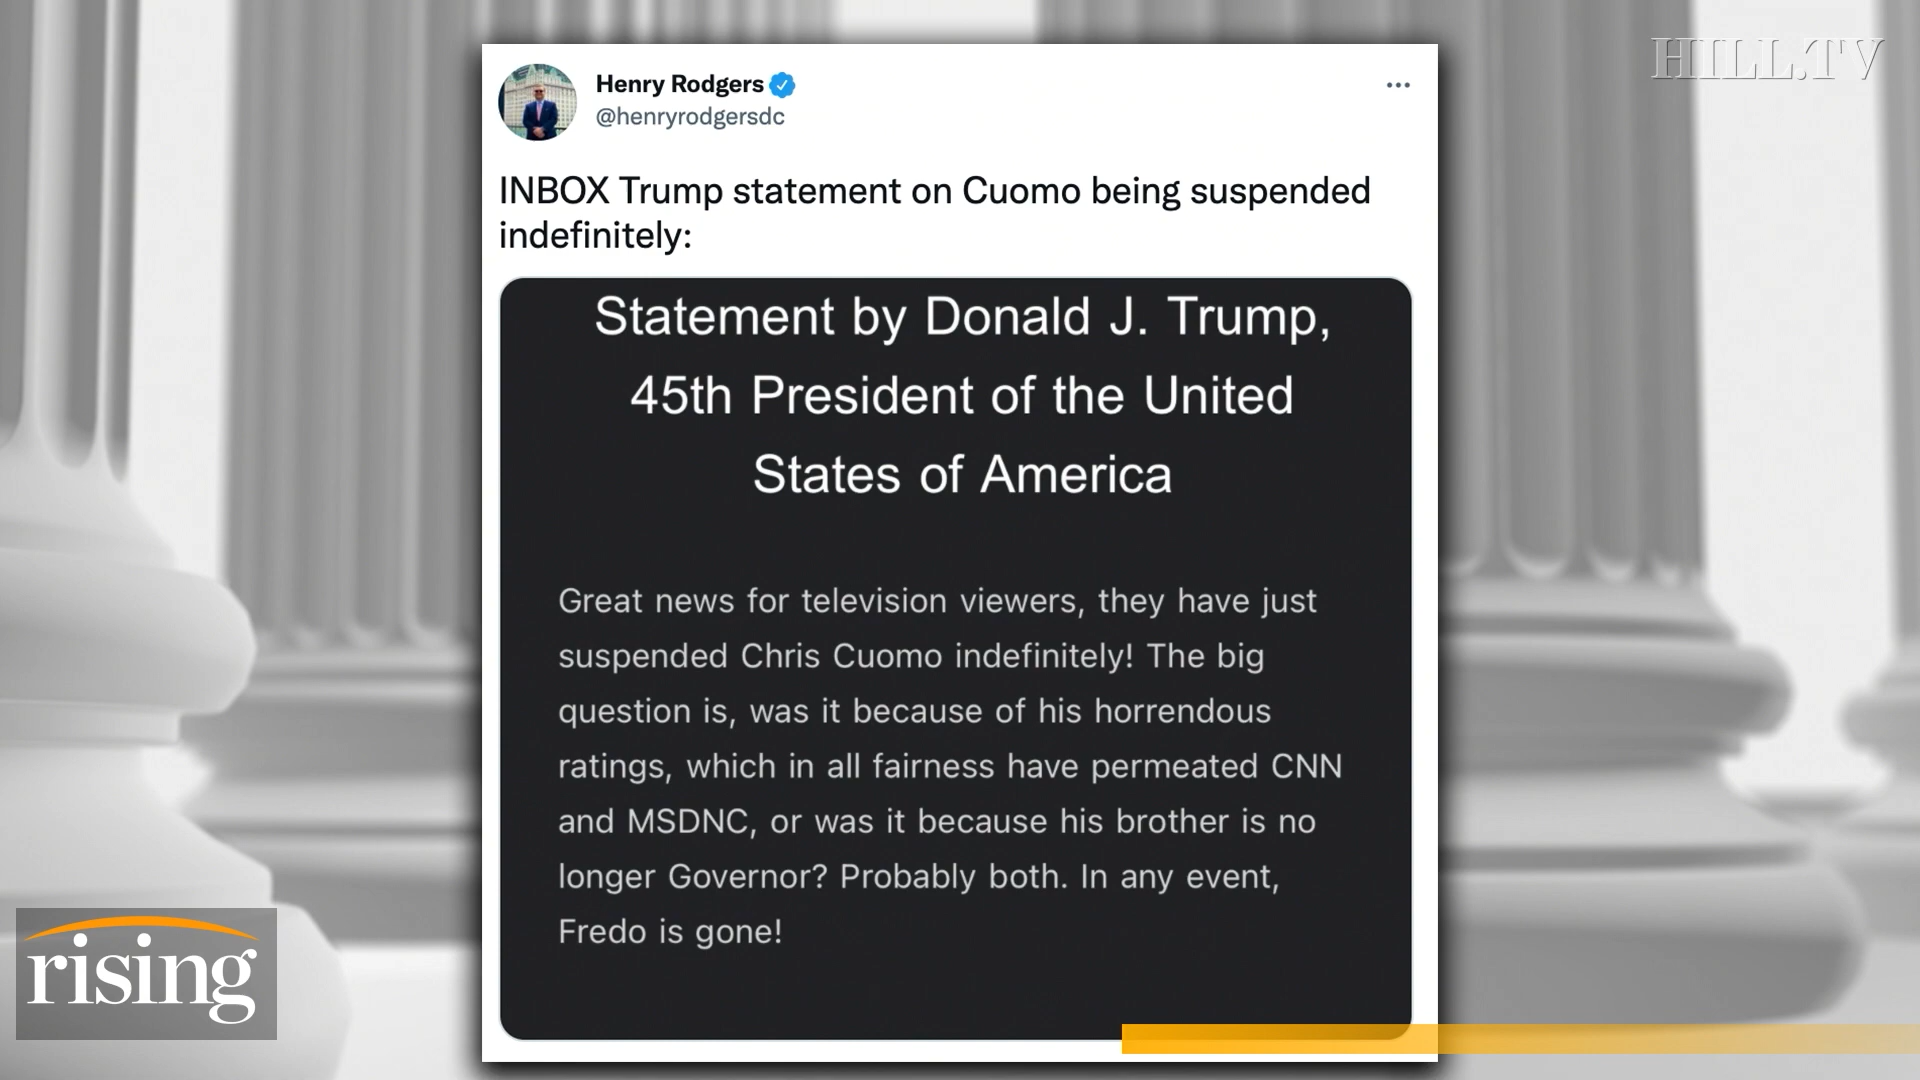 HILL.TV
Henry Rodgers
@henryrodgersdc
INBOX Trump statement on Cuomo being suspended
indefinitely:
Statement by Donald J. Trump,
45th President of the United
States of America
Great news for television viewers, they have just
suspended Chris Cuomo indefinitely! The big
question is, was it because of his horrendous
ratings, which in all fairness have permeated CNN
and MSDNC, or was it because his brother is no
longer Governor? Probably both. In any event,
Fredo is gone!
rising